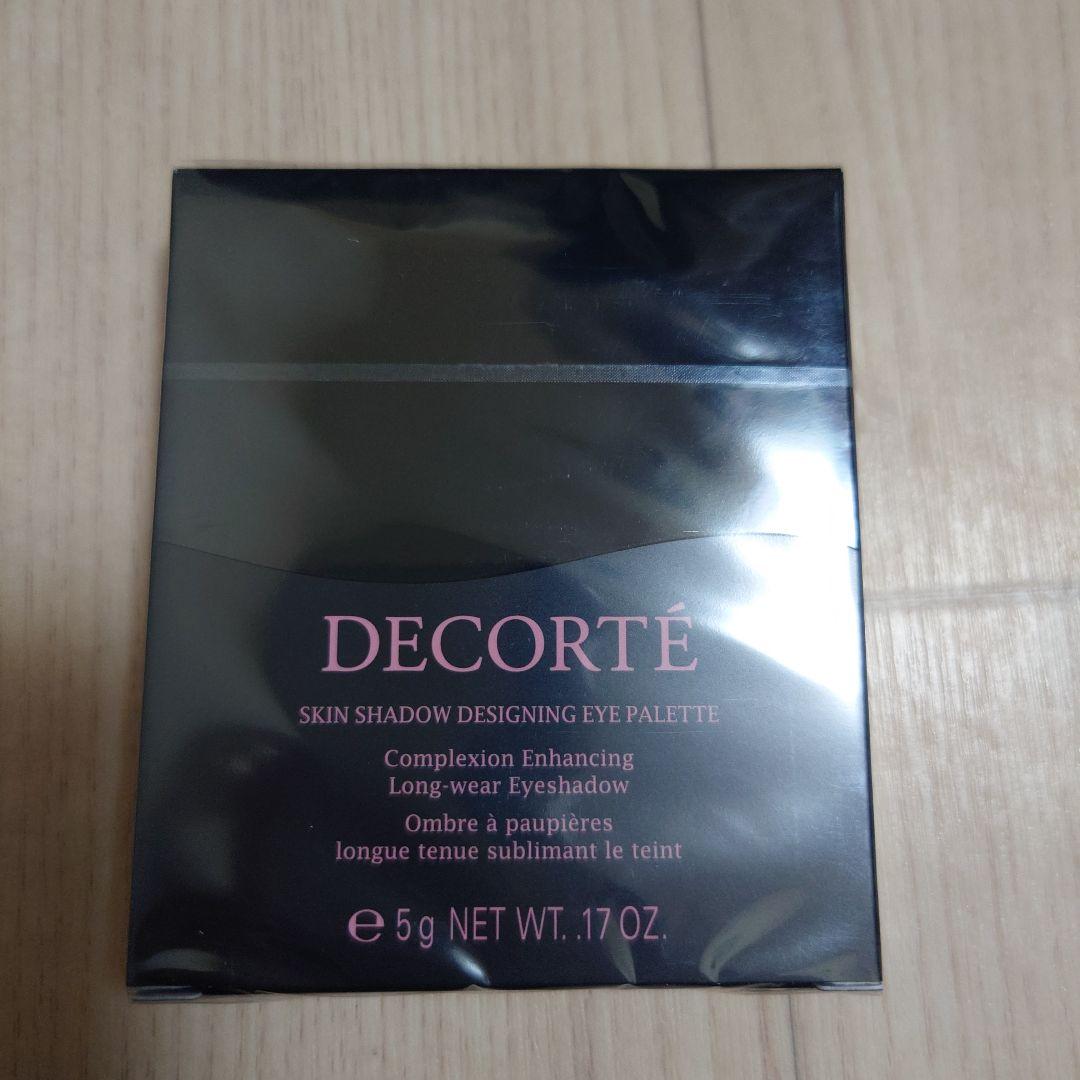 DECORTÉ
SKIN SHADOW DESIGNING EYE PALETTE
Complexion Enhancing
Long-wear Eyeshadow
Ombre à paupières
longue tenue sublimant le teint
℮ 5 g NET WT. .17 OZ.